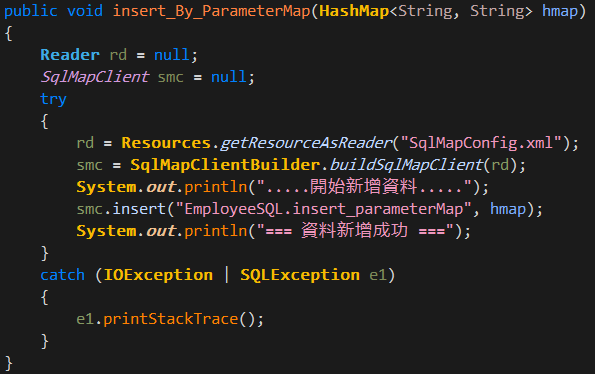 public void insert_By_ParameterMap(HashMap<String, String> hmap)
{
    Reader rd = null;
    SqlMapClient smc = null;
    try
    {
        rd = Resources.getResourceAsReader("SqlMapConfig.xml");
        smc = SqlMapClientBuilder.buildSqlMapClient(rd);
        System.out.println(".....開始新增資料.....");
        smc.insert("EmployeeSQL.insert_parameterMap", hmap);
        System.out.println("=== 資料新增成功 ===");
    }
    catch (IOException | SQLException e1)
    {
        e1.printStackTrace();
    }
}